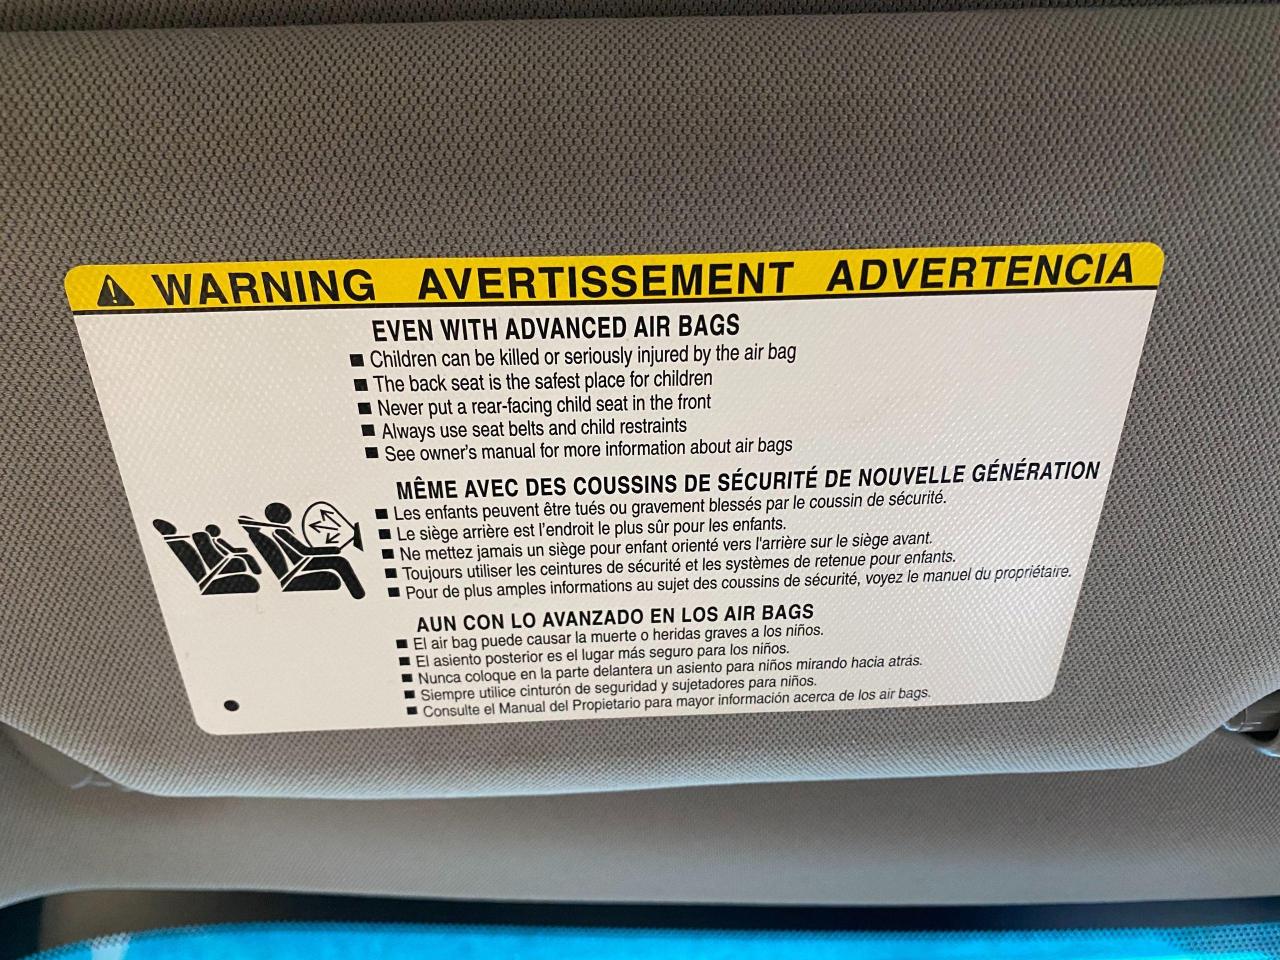 WARNING AVERTISSEMENT ADVERTENCIA
EVEN WITH ADVANCED AIR BAGS
■ Children can be killed or seriously injured by the air bag
■ The back seat is the safest place for children
■ Never put a rear-facing child seat in the front
■ Always use seat belts and child restraints
■ See owner's manual for more information about air bags
MÊME AVEC DES COUSSINS DE SÉCURITÉ DE NOUVELLE GÉNÉRATION
■ Les enfants peuvent être tués ou gravement blessés par le coussin de sécurité.
■ Le siège arrière est l'endroit le plus sûr pour les enfants.
■ Ne mettez jamais un siège pour enfant orienté vers l'arrière sur le siège avant.
■ Toujours utiliser les ceintures de sécurité et les systèmes de retenue pour enfants.
■ Pour de plus amples informations au sujet des coussins de sécurité, voyez le manuel du propriétaire.
AUN CON LO AVANZADO EN LOS AIR BAGS
■ El air bag puede causar la muerte o heridas graves a los niños.
■ El asiento posterior es el lugar más seguro para los niños.
■ Nunca coloque en la parte delantera un asiento para niños mirando hacia atrás.
■ Siempre utilice cinturón de seguridad y sujetadores para niños.
■ Consulte el Manual del Propietario para mayor información acerca de los air bags.